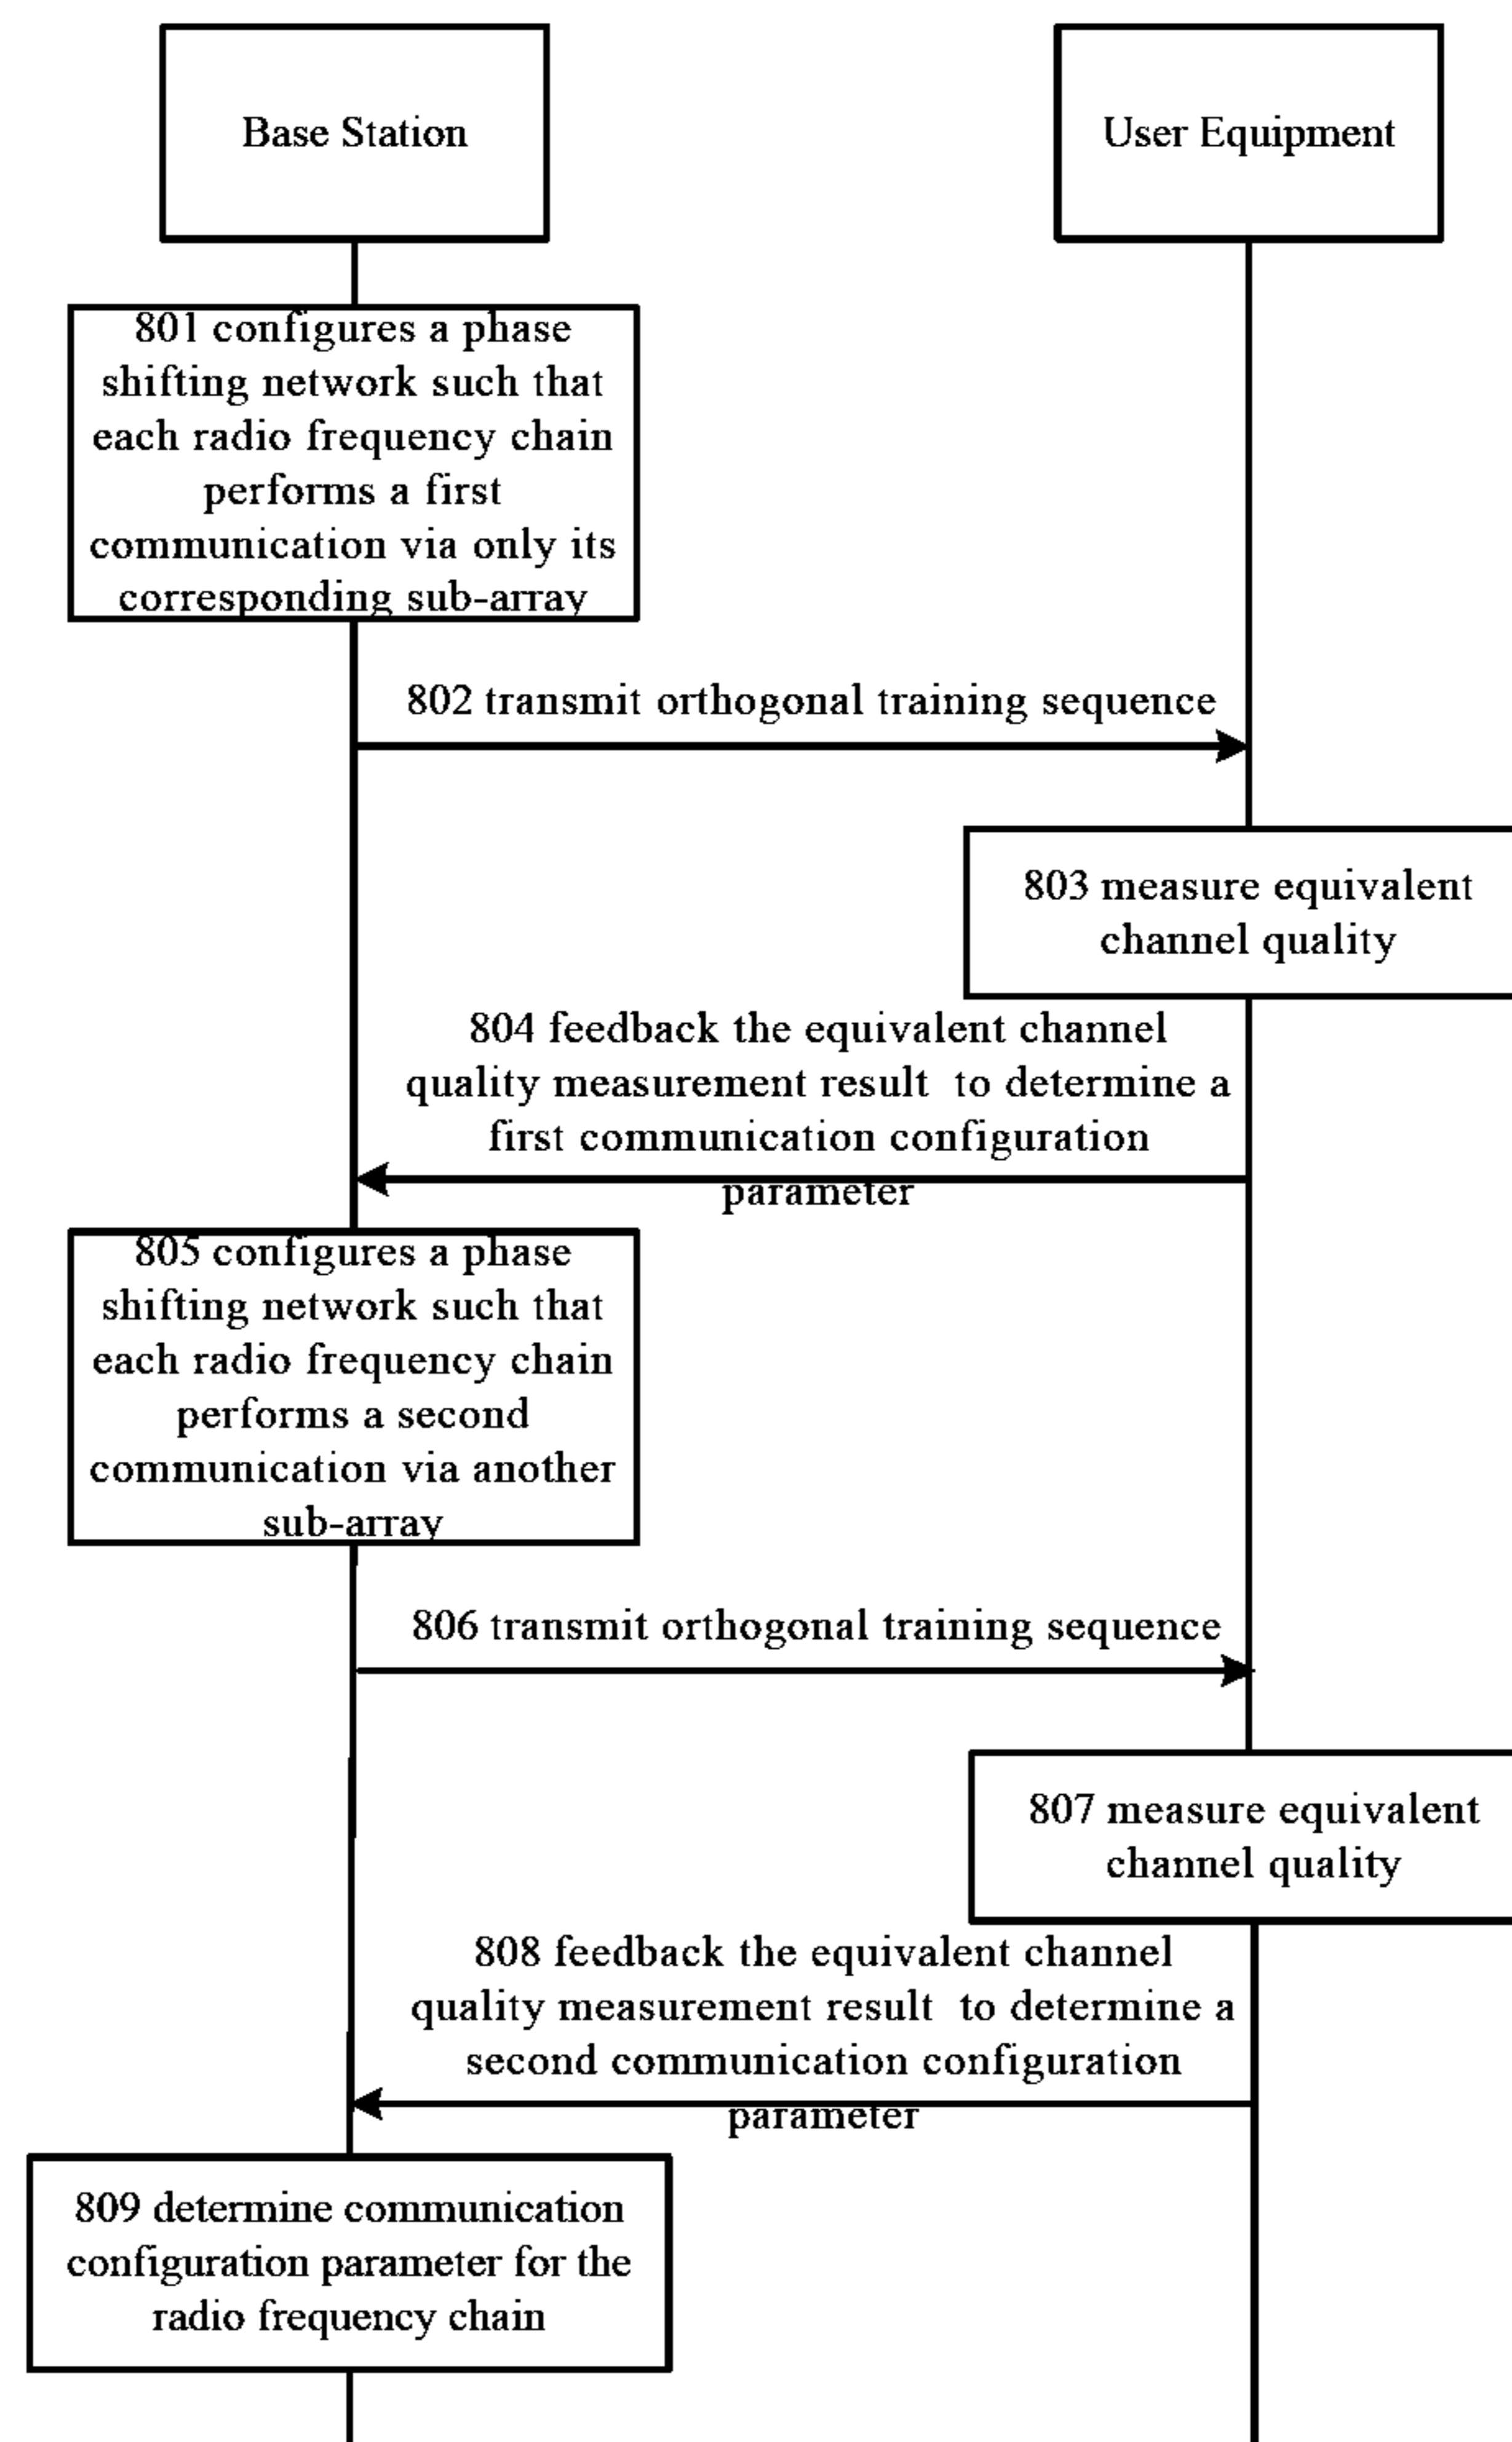 Base Station
User Equipment
801 configures a phase
shifting network such that
each radio frequency chain
performs a first
communication via only its
corresponding sub-array
802 transmit orthogonal training sequence
803 measure equivalent
channel quality
804 feedback the equivalent channel
quality measurement result to determine a
first communication configuration
parameter
805 configures a phase
shifting network such that
each radio frequency chain
performs a second
communication via another
sub-array
806 transmit orthogonal training sequence
807 measure equivalent
channel quality
808 feedback the equivalent channel
quality measurement result to determine a
second communication configuration
parameter
809 determine communication
configuration parameter for the
radio frequency chain